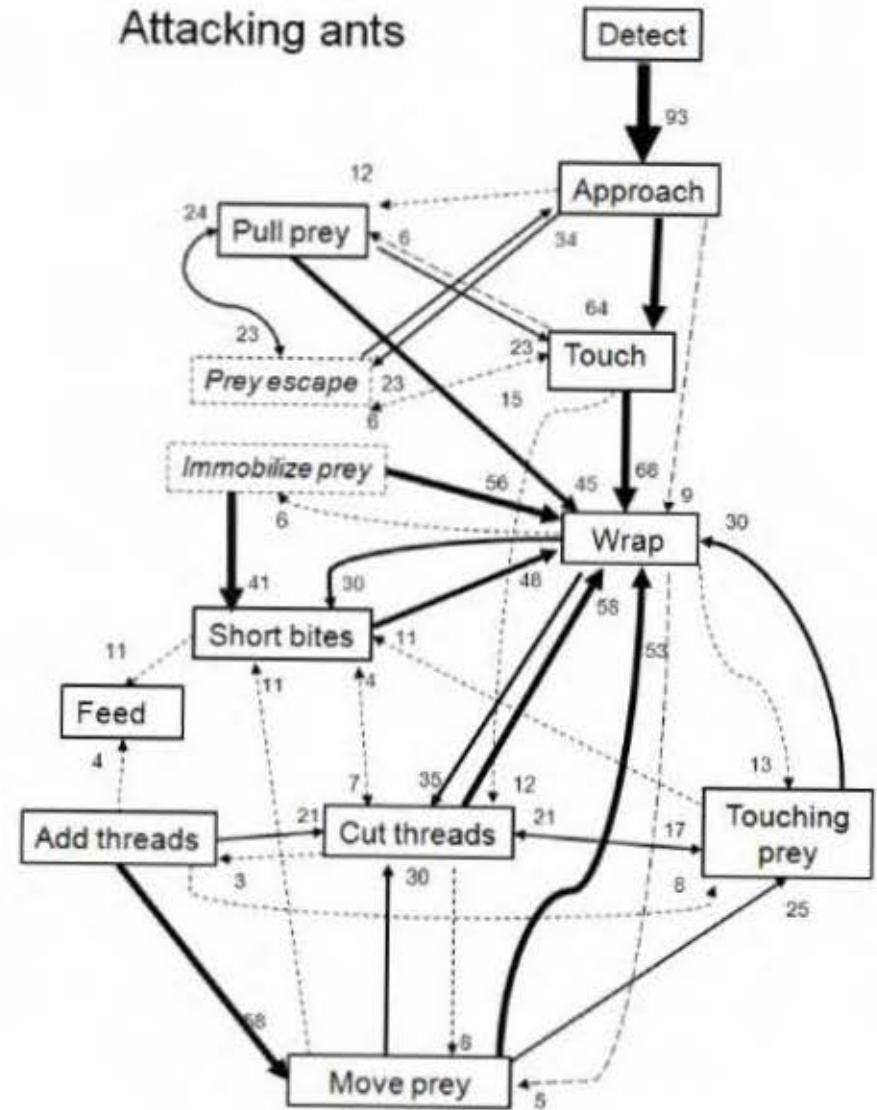 Attacking ants
Detect
93
Approach
12
24
Pull prey
6
34
64
23
Touch
23
Prey escape
23
6
15
Immobilize prey
56
45
68
9
30
6
Wrap
41
30
48
58
53
Short bites
11
11
11
4
Feed
4
7
35
12
13
Add threads
21
Cut threads
21
17
Touching
prey
3
30
8
25
58
6
Move prey
5